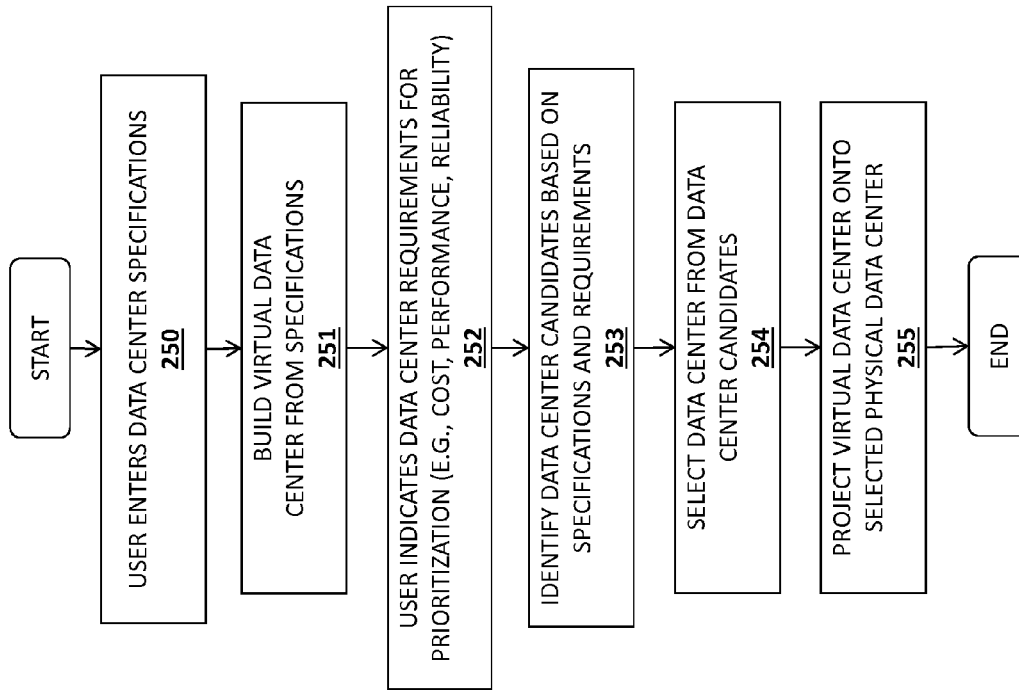 START
USER ENTERS DATA CENTER SPECIFICATIONS
250
BUILD VIRTUAL DATA
CENTER FROM SPECIFICATIONS
251
USER INDICATES DATA CENTER REQUIREMENTS FOR
PRIORITIZATION (E.G., COST, PERFORMANCE, RELIABILITY)
252
IDENTIFY DATA CENTER CANDIDATES BASED ON
SPECIFICATIONS AND REQUIREMENTS
253
SELECT DATA CENTER FROM DATA
CENTER CANDIDATES
254
PROJECT VIRTUAL DATA CENTER ONTO
SELECTED PHYSICAL DATA CENTER
255
END